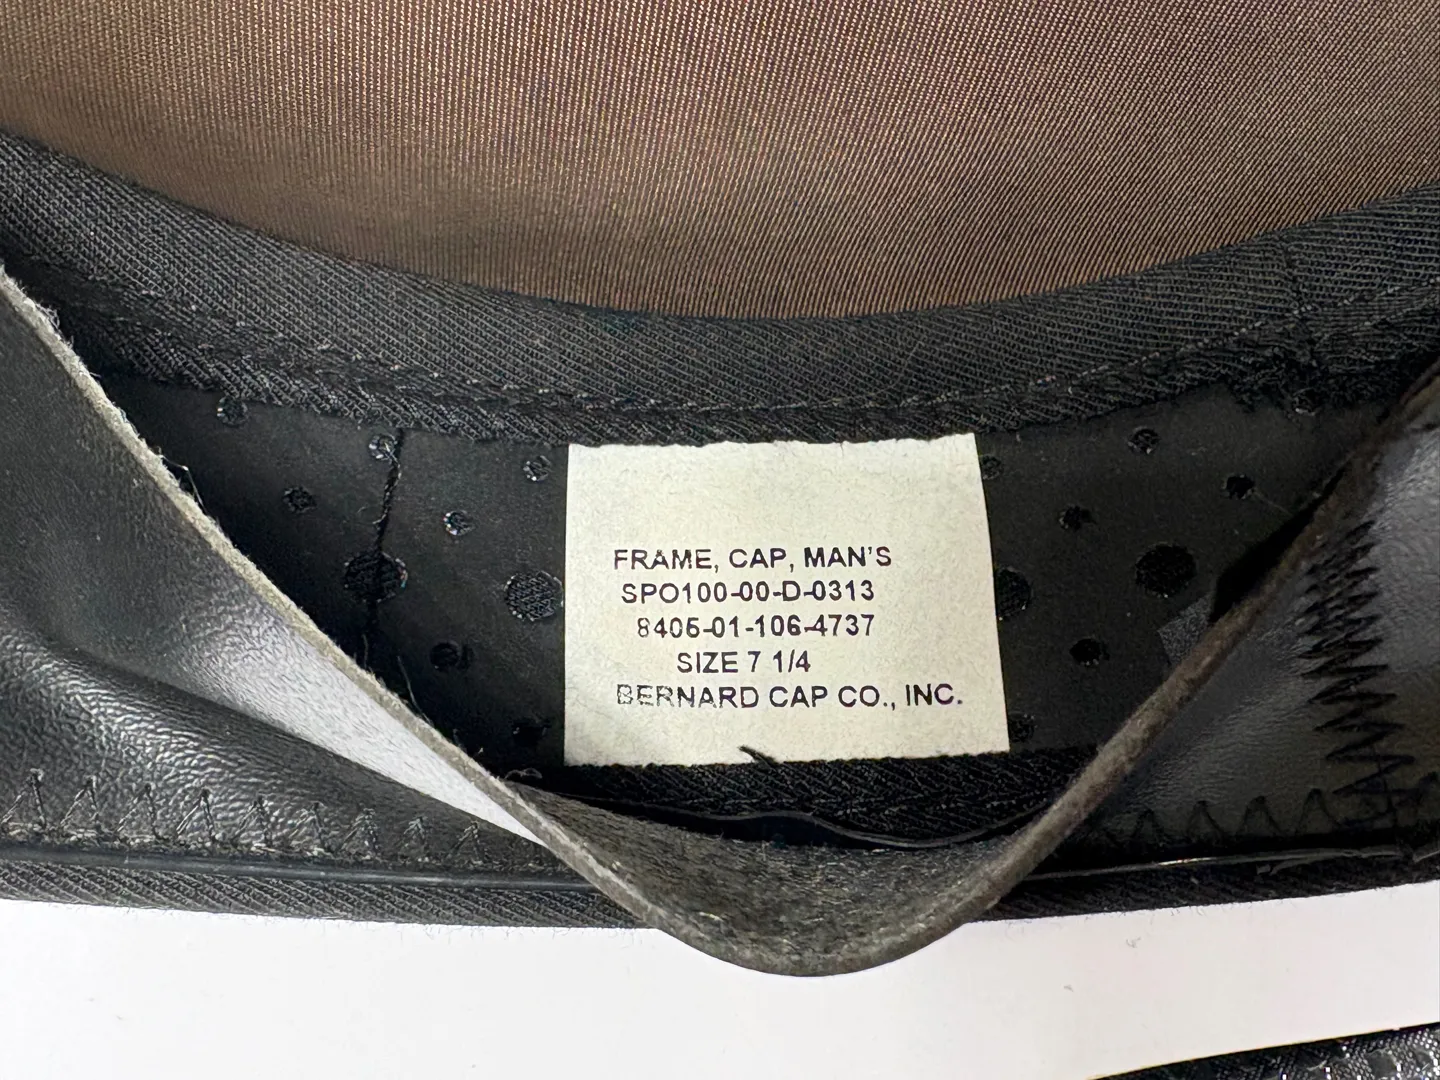 FRAME, CAP, MAN'S
SPO100-00-D-0313
8405-01-106-4737
SIZE 7 1/4
BERNARD CAP CO., INC.